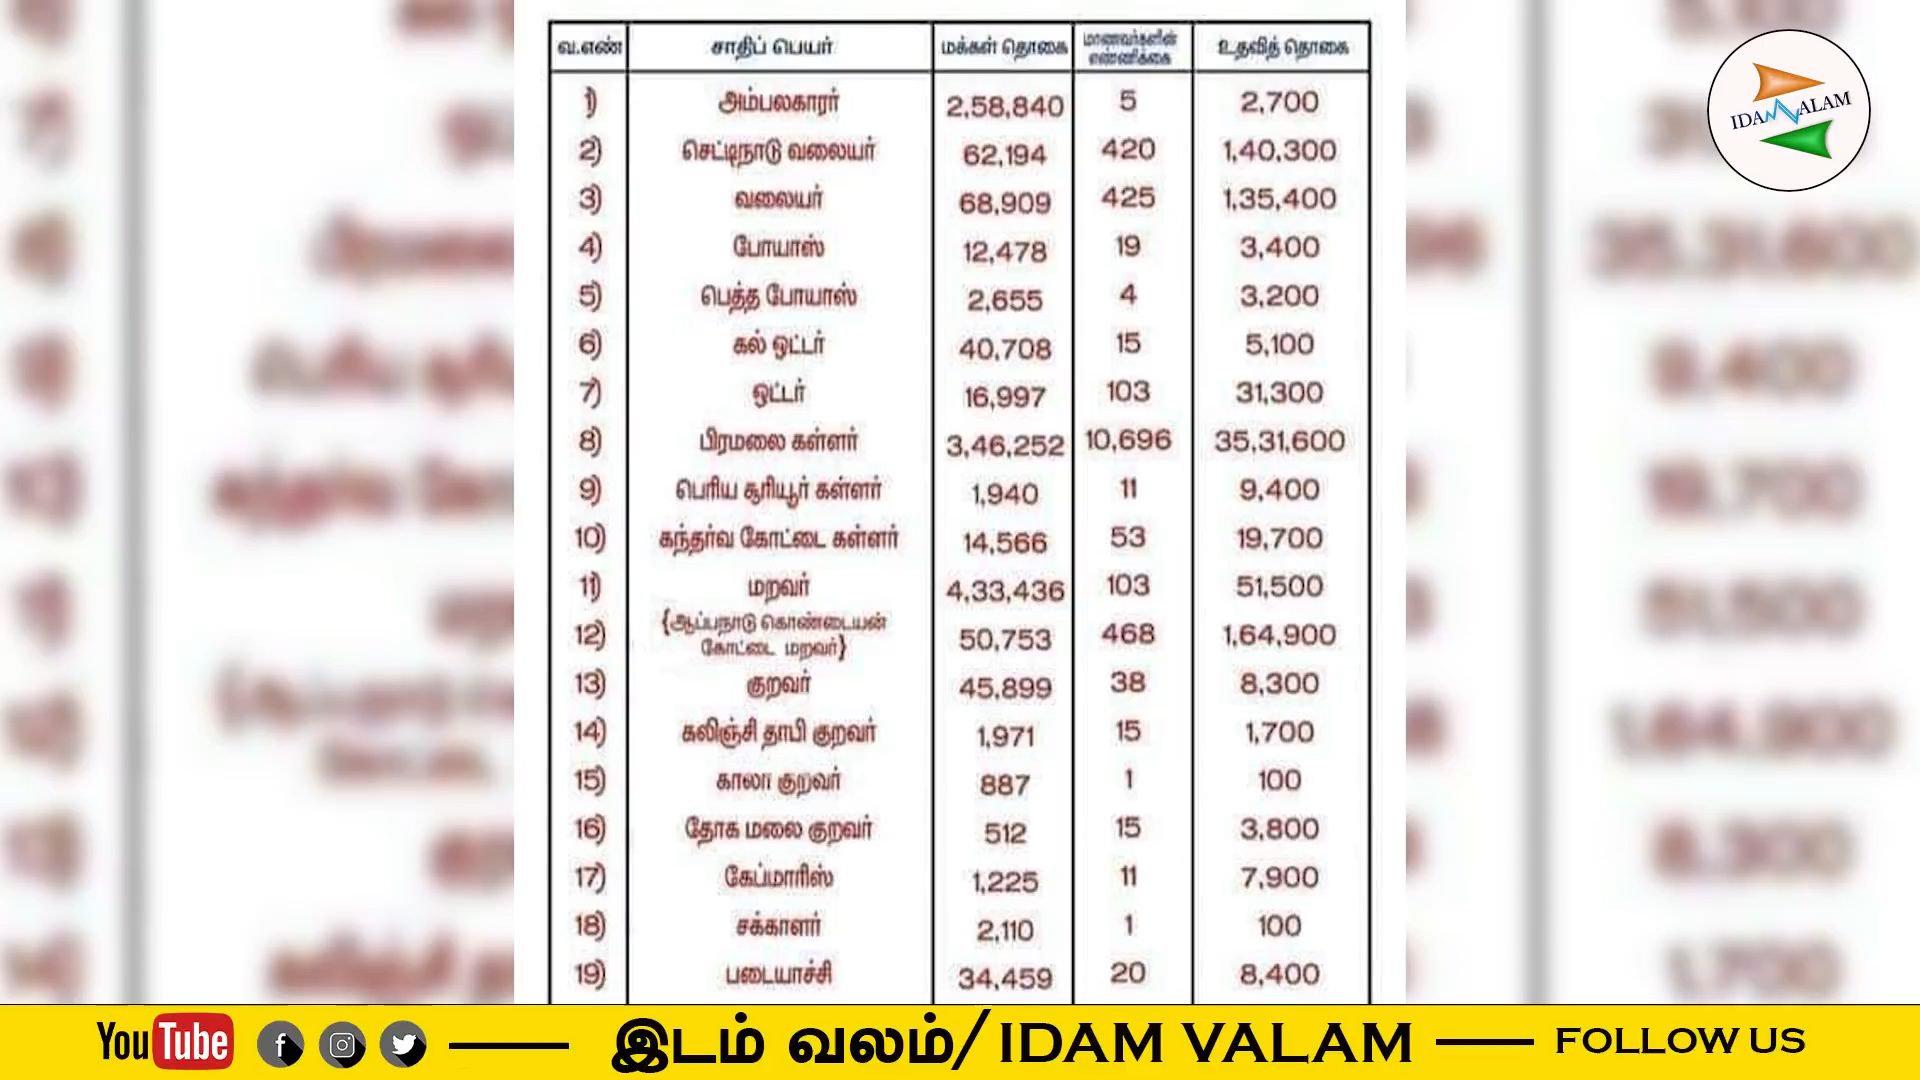 வ.எண் சாதிப் பெயர் மக்கள் தொகை மாணவர்களின் எண்ணிக்கை உதவித் தொகை
1) அம்பலகாரர் 2,58,840 5 2,700
2) செட்டிநாடு வலையர் 62,194 420 1,40,300
3) வலையர் 68,909 425 1,35,400
4) போயாஸ் 12,478 19 3,400
5) பெத்த போயாஸ் 2,655 4 3,200
6) கல் ஒட்டர் 40,708 15 5,100
7) ஒட்டர் 16,997 103 31,300
8) பிரமலை கள்ளர் 3,46,252 10,696 35,31,600
9) பெரிய சூரியூர் கள்ளர் 1,940 11 9,400
10) கந்தர்வ கோட்டை கள்ளர் 14,566 53 19,700
11) மறவர் 4,33,436 103 51,500
12) {ஆப்பநாடு கொண்டையன் கோட்டை மறவர்} 50,753 468 1,64,900
13) குறவர் 45,899 38 8,300
14) கலிஞ்சி தாபி குறவர் 1,971 15 1,700
15) காலா குறவர் 887 1 100
16) தோக மலை குறவர் 512 15 3,800
17) கேப்மாரிஸ் 1,225 11 7,900
18) சக்காளர் 2,110 1 100
19) படையாச்சி 34,459 20 8,400
IDAM VALAM
YouTube இடம் வலம்/ IDAM VALAM FOLLOW US